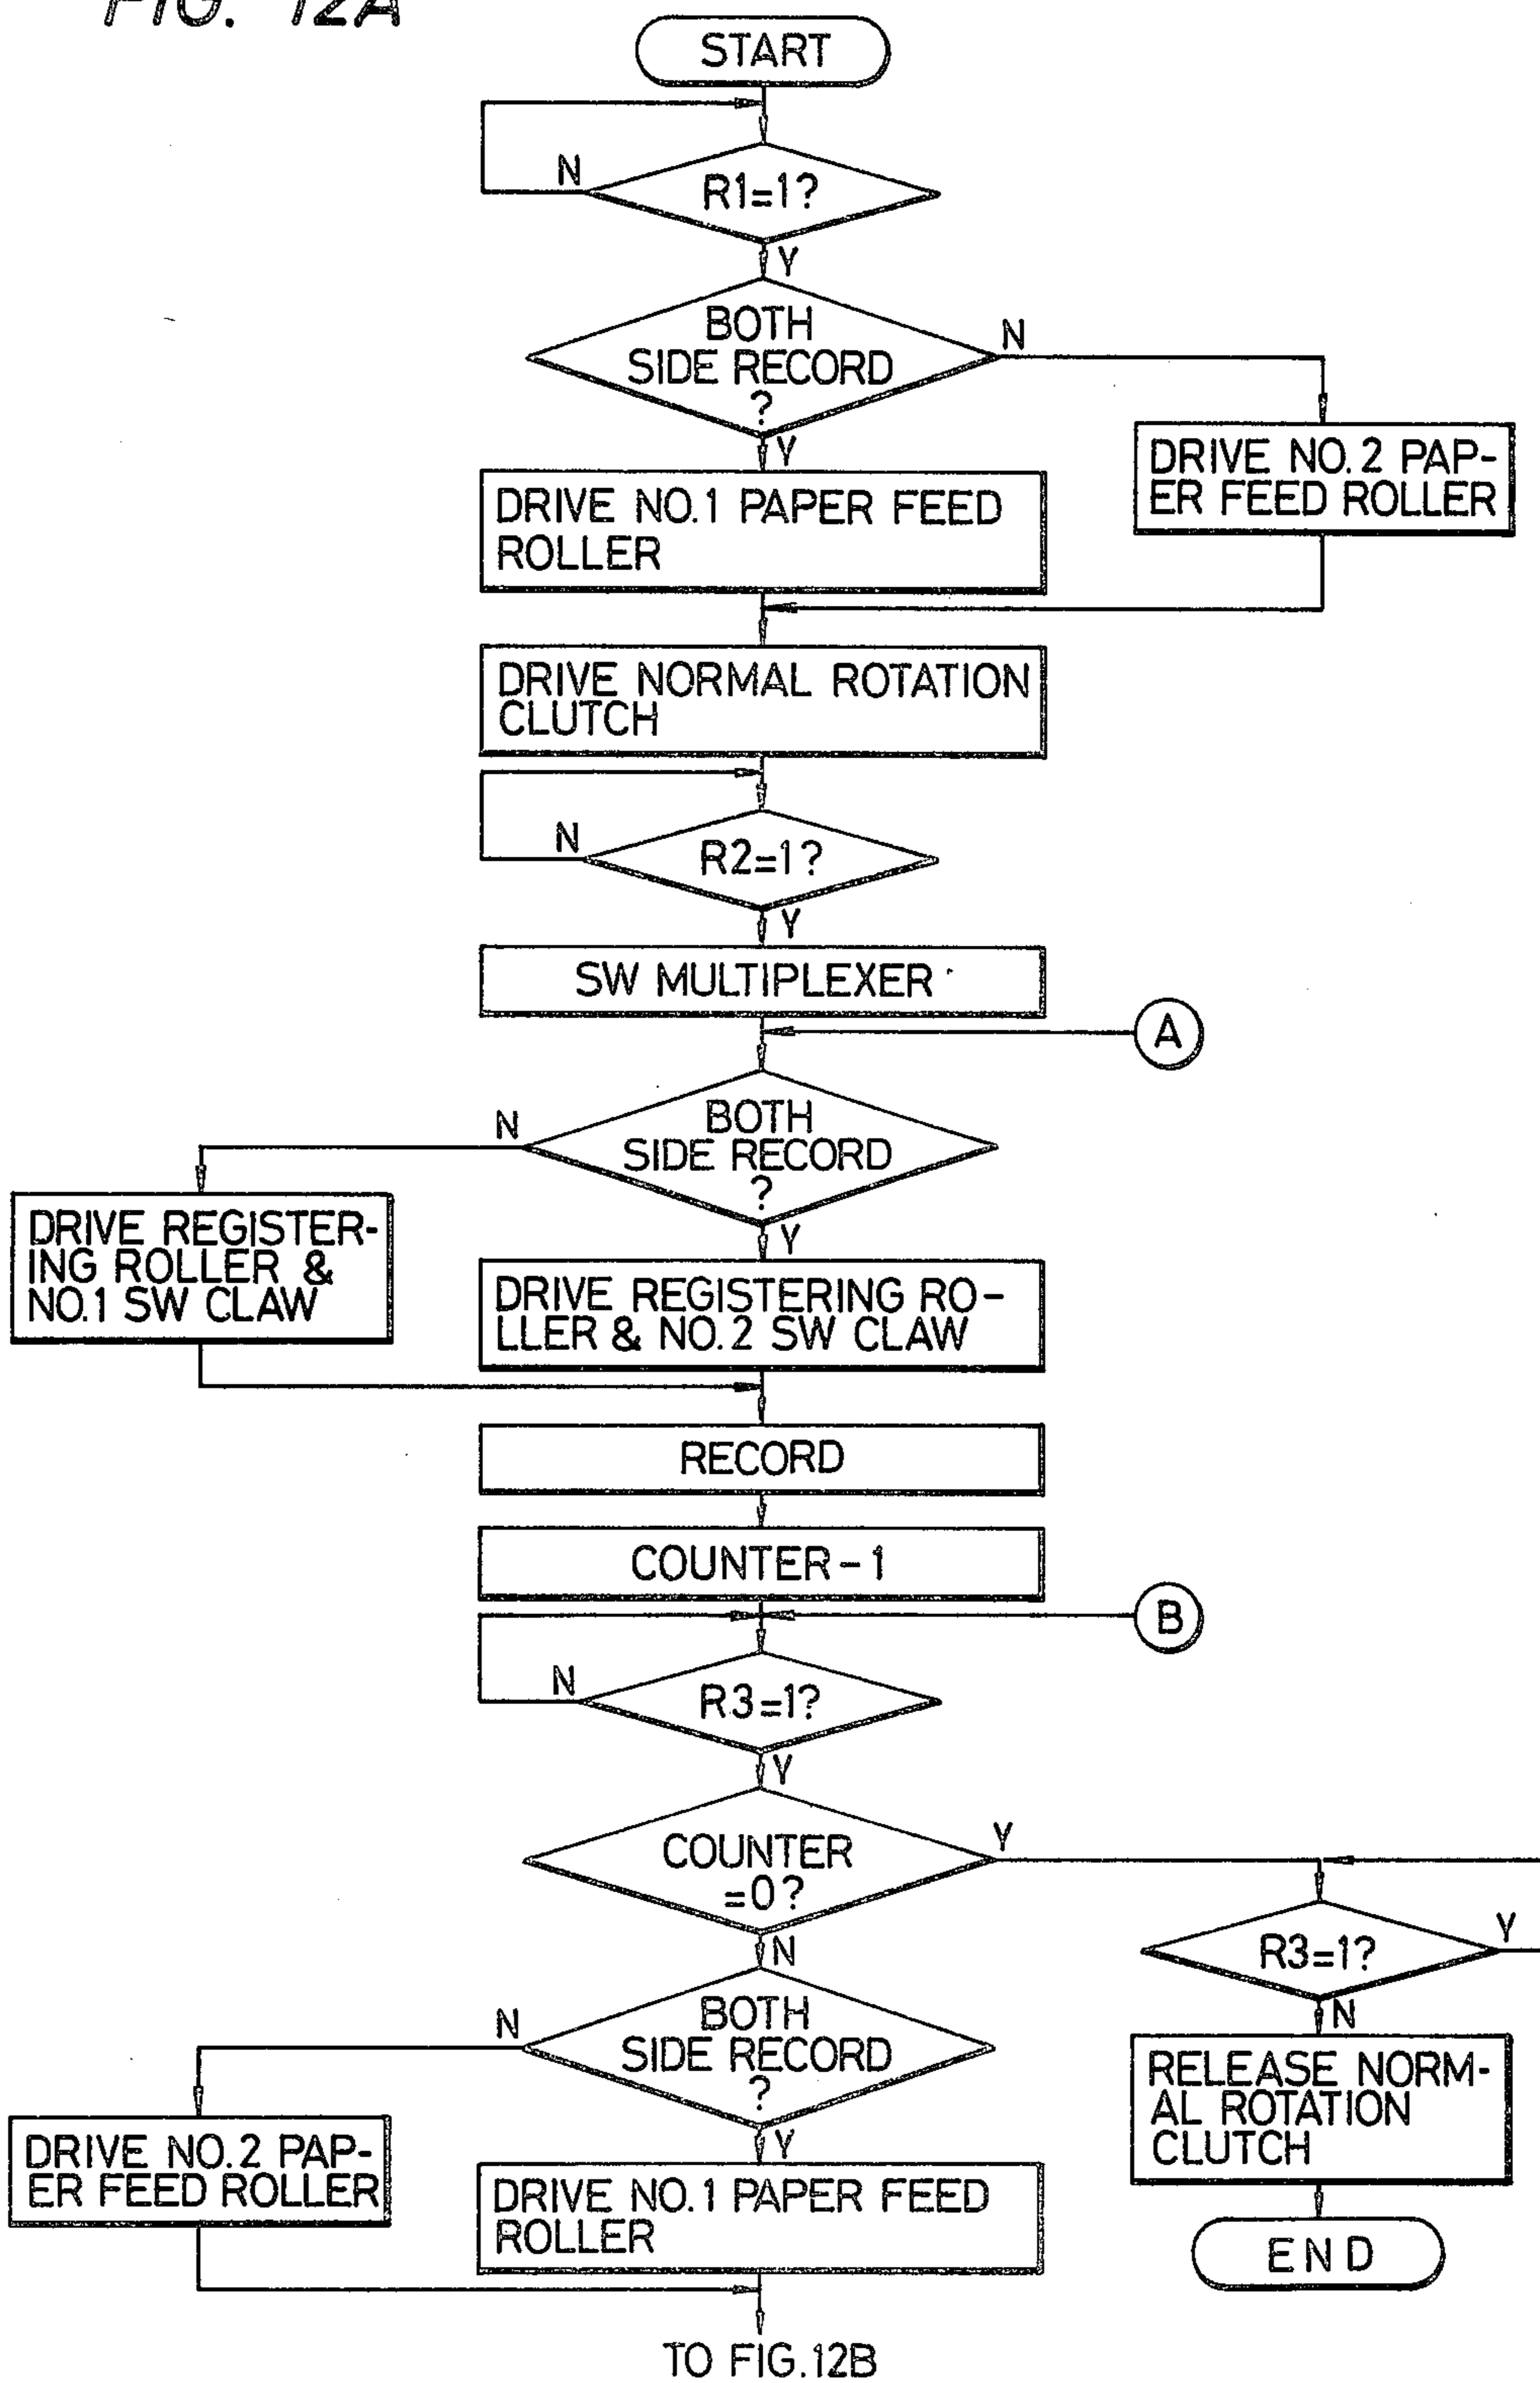 FIG. 12A
START
N
R1=1?
Y
BOTH
SIDE RECORD
?
N
Y
DRIVE NO.2 PAP-
ER FEED ROLLER
DRIVE NO.1 PAPER FEED
ROLLER
DRIVE NORMAL ROTATION
CLUTCH
N
R2=1?
Y
SW MULTIPLEXER
A
BOTH
SIDE RECORD
?
N
Y
DRIVE REGISTER-
ING ROLLER &
NO.1 SW CLAW
DRIVE REGISTERING RO-
LLER & NO.2 SW CLAW
RECORD
COUNTER-1
B
N
R3=1?
Y
COUNTER
=0?
Y
N
R3=1?
Y
N
BOTH
SIDE RECORD
?
N
Y
RELEASE NORM-
AL ROTATION
CLUTCH
DRIVE NO.2 PAP-
ER FEED ROLLER
DRIVE NO.1 PAPER FEED
ROLLER
END
TO FIG.12B